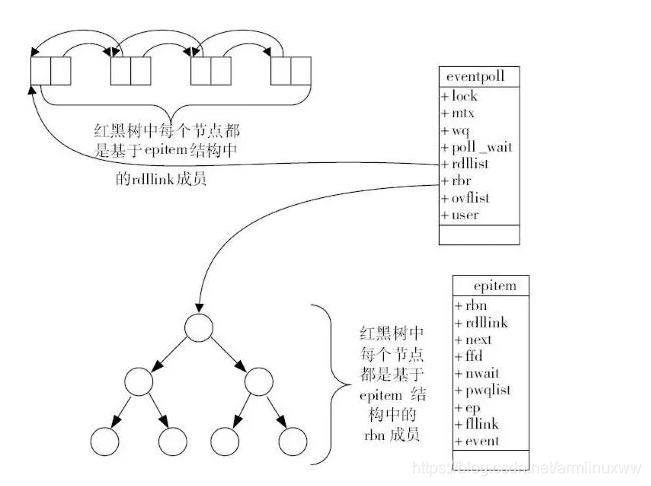 红黑树中每个节点都
是基于epitem结构中
的rdllink成员
eventpoll
+lock
+mtx
+wq
+poll_wait
+rdllist
+rbr
+ovflist
+user
epitem
+rbn
+rdllink
+next
+ffd
+nwait
+pwqlist
+ep
+fllink
+event
红黑树中
每个节点
都是基于
epitem 结
构中的
rbn 成员
https://blog.csdn.net/armlinuxww